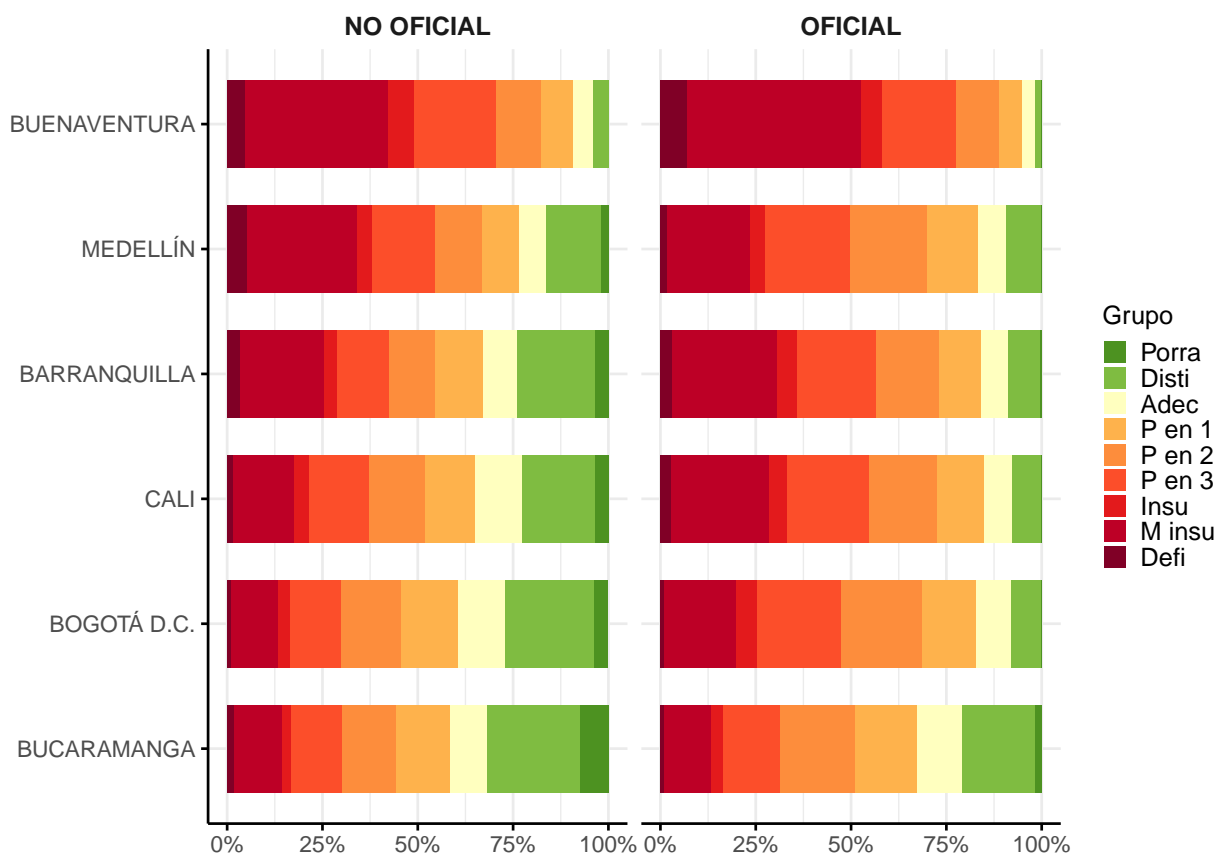 NO OFICIAL
OFICIAL
BUENAVENTURA
MEDELLÍN
BARRANQUILLA
CALI
BOGOTÁ D.C.
BUCARAMANGA
0% 25% 50% 75% 100%
0% 25% 50% 75% 100%
Grupo
Porra
Disti
Adec
P en 1
P en 2
P en 3
Insu
M insu
Defi